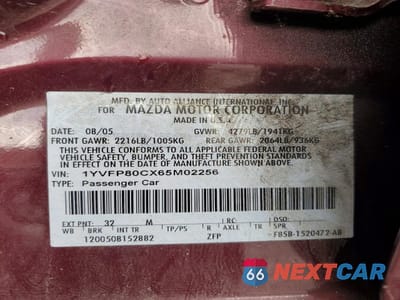 MFD. BY AUTO ALLIANCE INTERNATIONAL INC.
FOR MAZDA MOTOR CORPORATION
MADE IN U.S.A.
DATE: 08/05 GVWR: 4279LB/1941KG
FRONT GAWR: 2216LB/1005KG REAR GAWR: 2064LB/936KG
THIS VEHICLE CONFORMS TO ALL APPLICABLE FEDERAL MOTOR
VEHICLE SAFETY, BUMPER, AND THEFT PREVENTION STANDARDS
IN EFFECT ON THE DATE OF MANUFACTURE SHOWN ABOVE.
VIN: 1YVFP80CX65M02256
TYPE: Passenger Car
EXT PNT: 32 M RC: DSO:
WB BRK INT TR TP/PS R AXLE TR SPR
1200508152882 ZFP F85B-1520472-AB
66 NEXTCAR